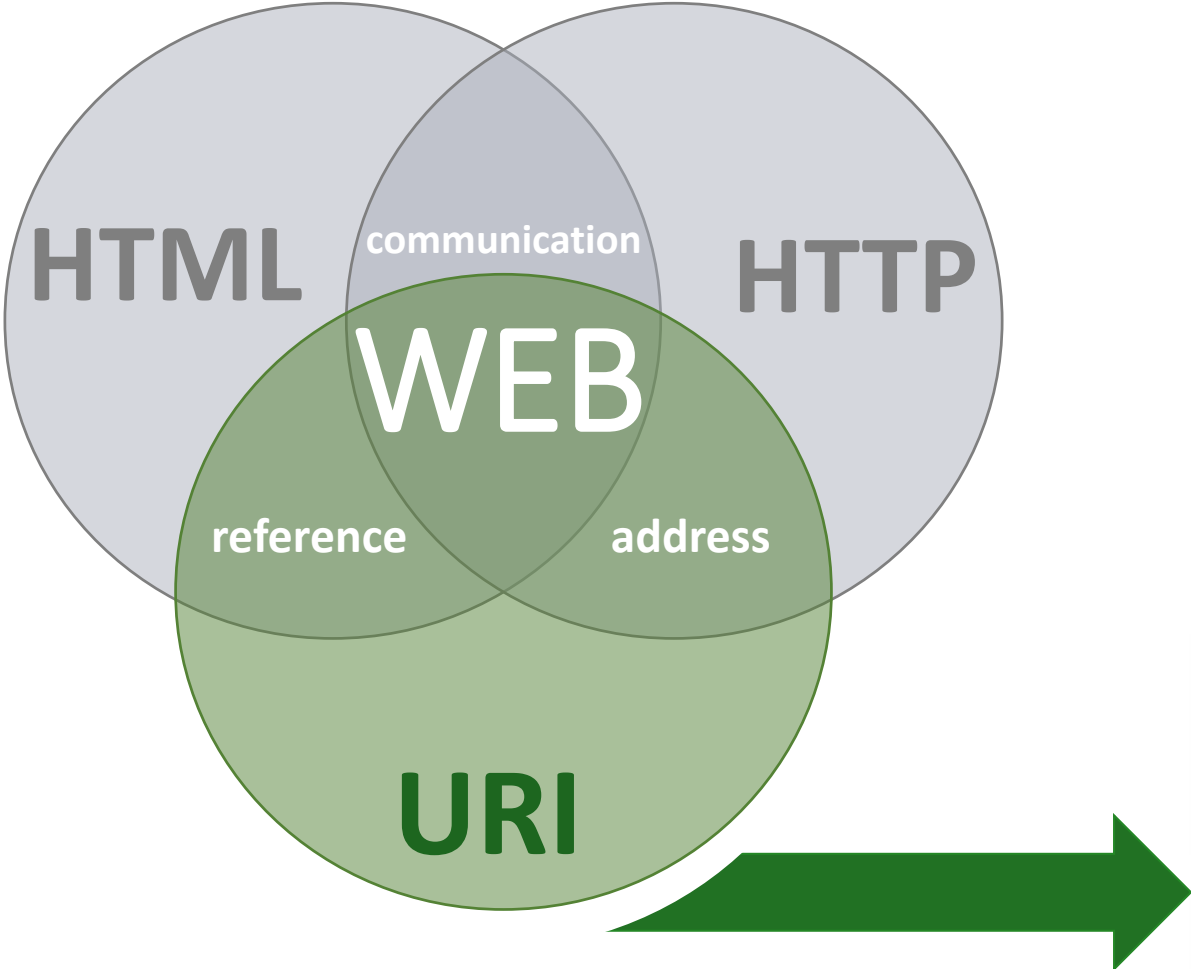 HTML
communication
HTTP
WEB
reference
address
URI